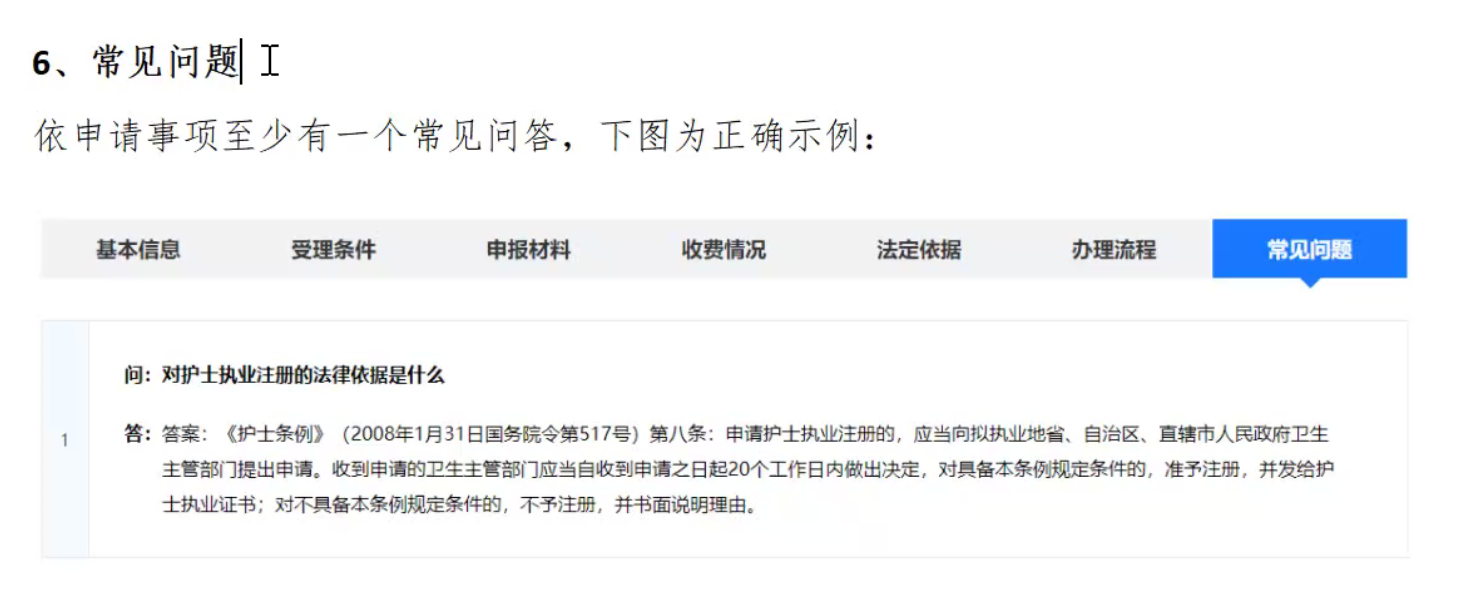 6、常见问题
依申请事项至少有一个常见问答，下图为正确示例：
基本信息 受理条件 申报材料 收费情况 法定依据 办理流程 常见问题
问：对护士执业注册的法律依据是什么
1
答：答案：《护士条例》（2008年1月31日国务院令第517号）第八条：申请护士执业注册的，应当向拟执业地省、自治区、直辖市人民政府卫生
主管部门提出申请。收到申请的卫生主管部门应当自收到申请之日起20个工作日内做出决定，对具备本条例规定条件的，准予注册，并发给护
士执业证书；对不具备本条例规定条件的，不予注册，并书面说明理由。